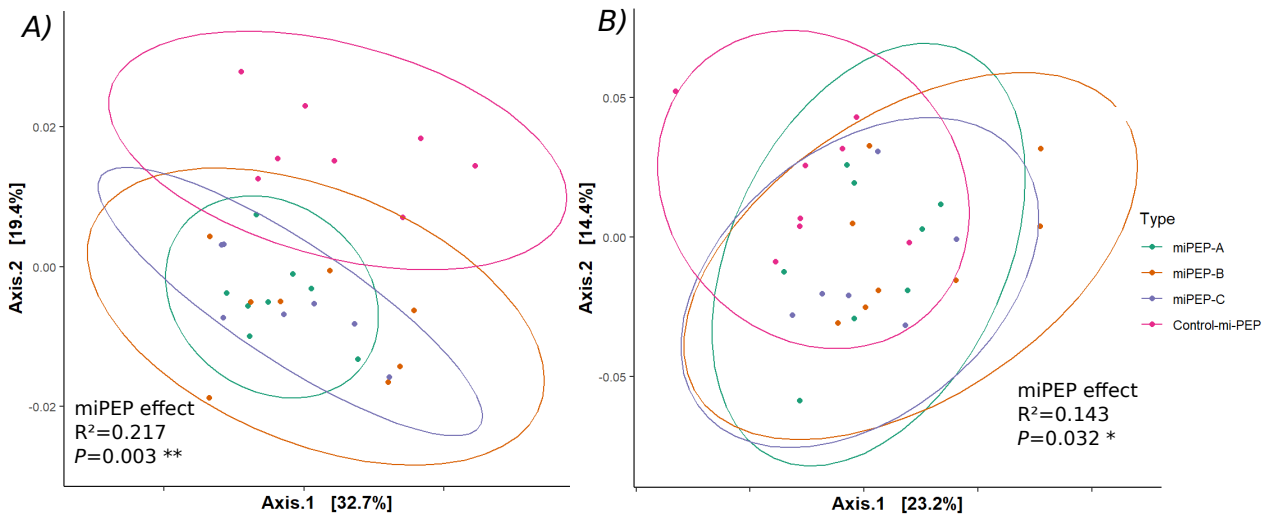 A)
0.02
0.00
-0.02
Axis.2 [19.4%]
miPEP effect
R²=0.217
P=0.003 **
Axis.1 [32.7%]
B)
0.05
0.00
-0.05
Axis.2 [14.4%]
miPEP effect
R²=0.143
P=0.032 *
Axis.1 [23.2%]
Type
miPEP-A
miPEP-B
miPEP-C
Control-mi-PEP